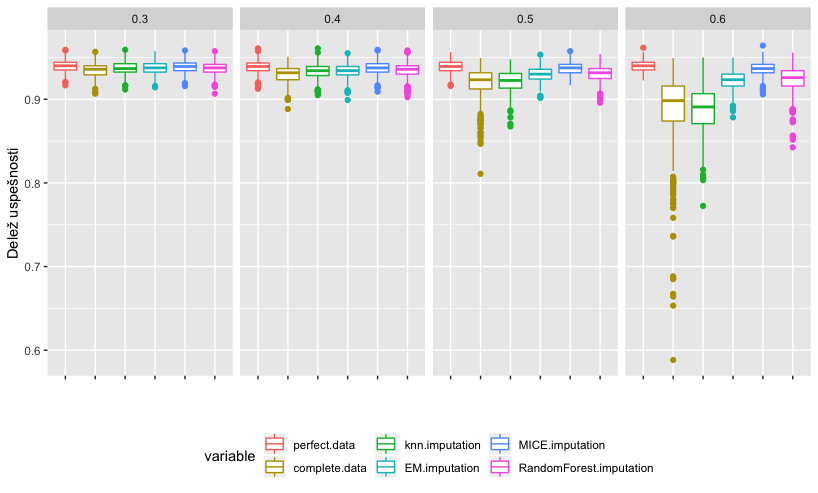 0.3 0.4 0.5 0.6
0.9
0.8
0.7
0.6
Delež uspešnosti
variable
perfect.data knn.imputation MICE.imputation
complete.data EM.imputation RandomForest.imputation